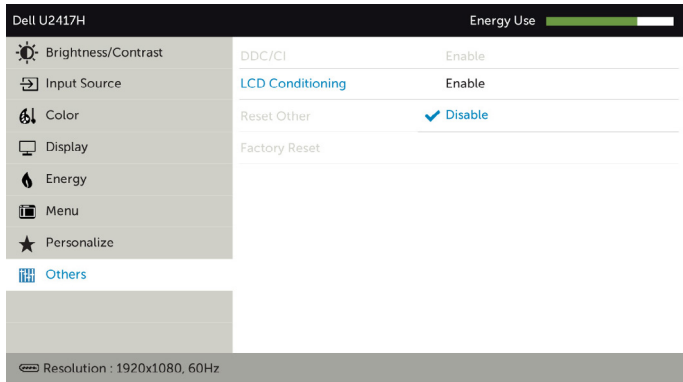 Dell U2417H Energy Use
Brightness/Contrast DDC/CI Enable
Input Source LCD Conditioning Enable
Color Reset Other Disable
Display Factory Reset
Energy
Menu
Personalize
Others
Resolution : 1920x1080, 60Hz